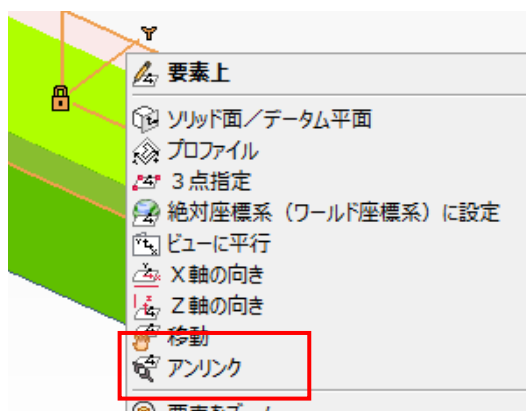 Y
要素上
ソリッド面／データム平面
プロファイル
３点指定
絶対座標系（ワールド座標系）に設定
ビューに平行
Ｘ軸の向き
Ｚ軸の向き
移動
アンリンク